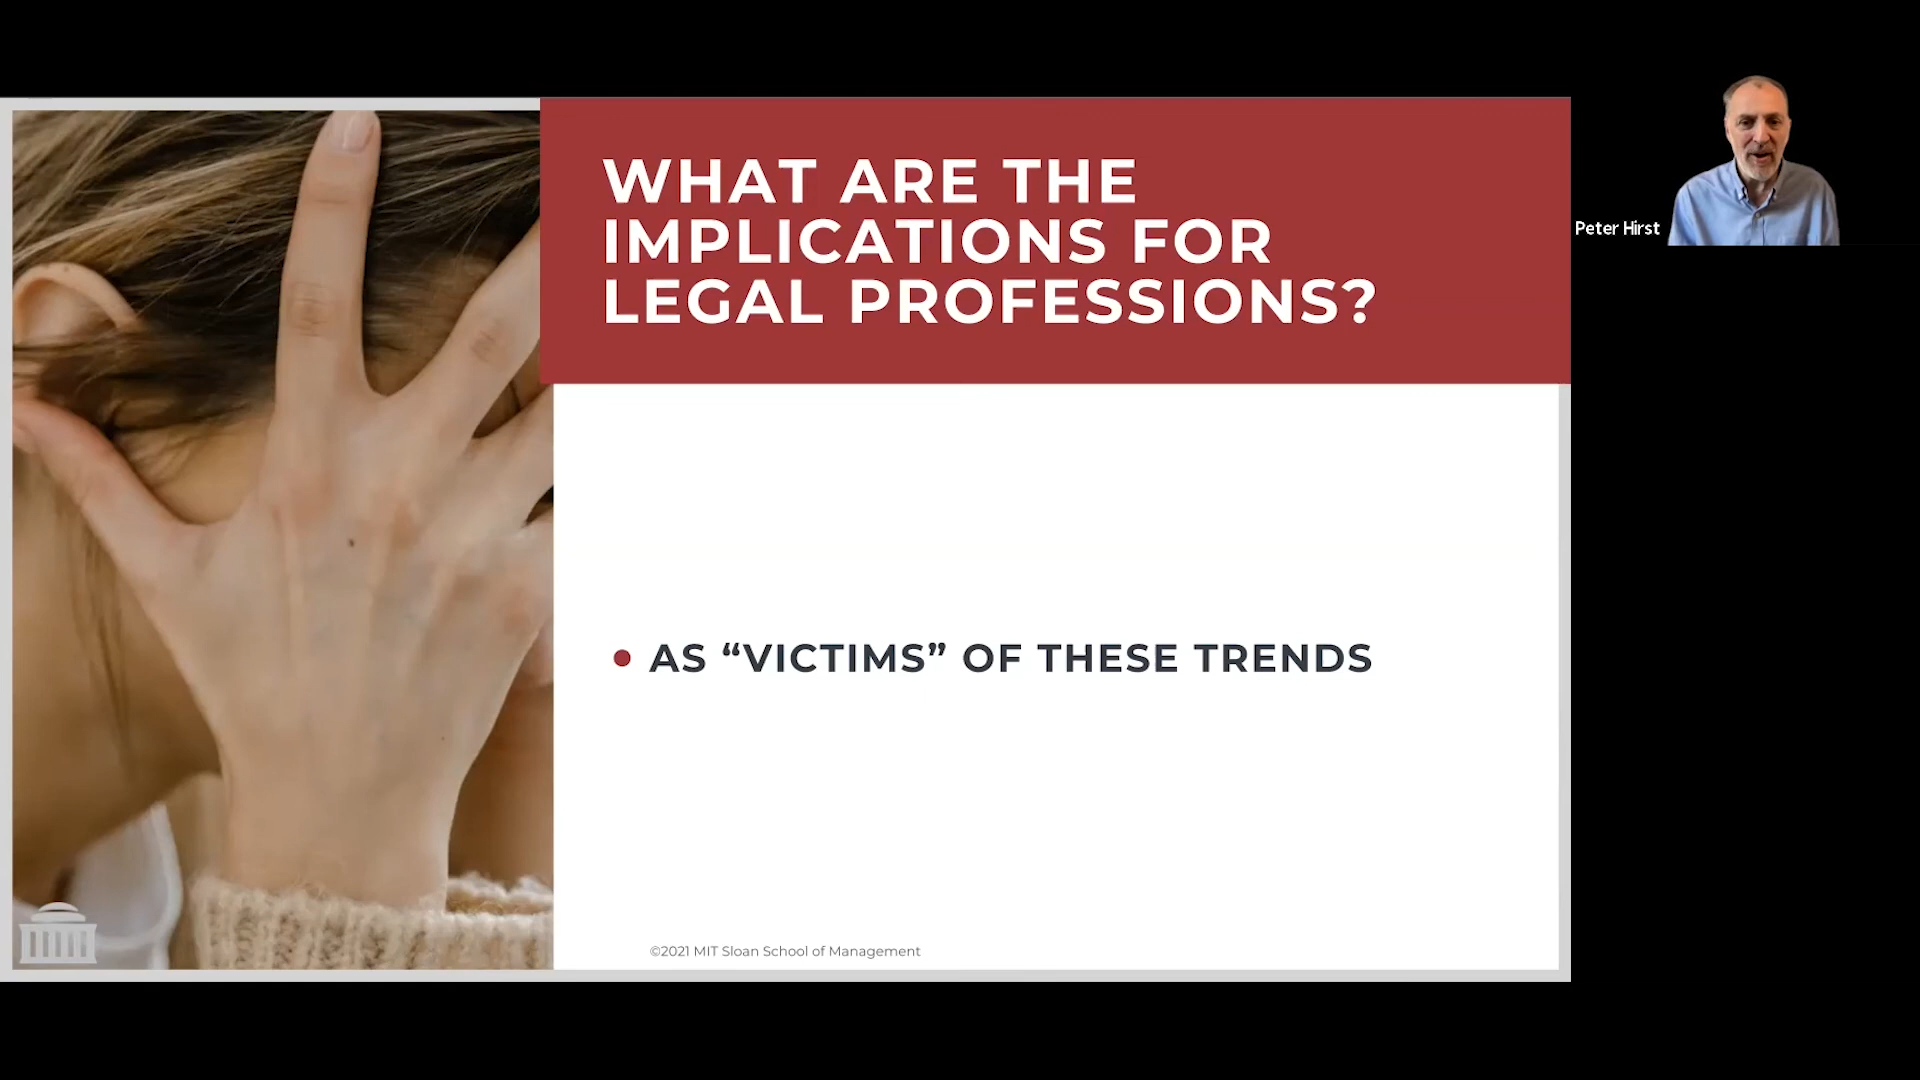 WHAT ARE THE
IMPLICATIONS FOR
LEGAL PROFESSIONS?
Peter Hirst
• AS “VICTIMS” OF THESE TRENDS
©2021 MIT Sloan School of Management